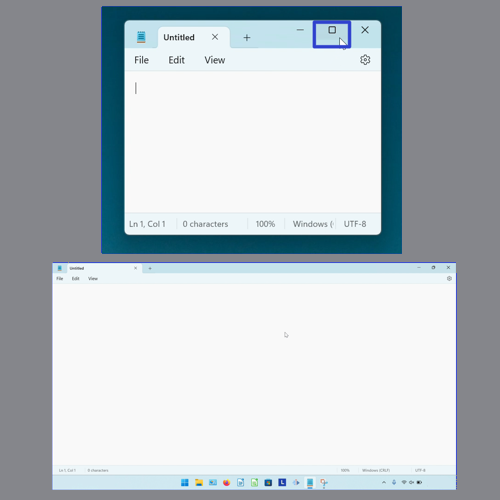 Untitled
File Edit View
Ln 1, Col 1 0 characters 100% Windows ( UTF-8
Untitled
File Edit View
Ln 1, Col 1 0 characters 100% Windows (CRLF) UTF-8